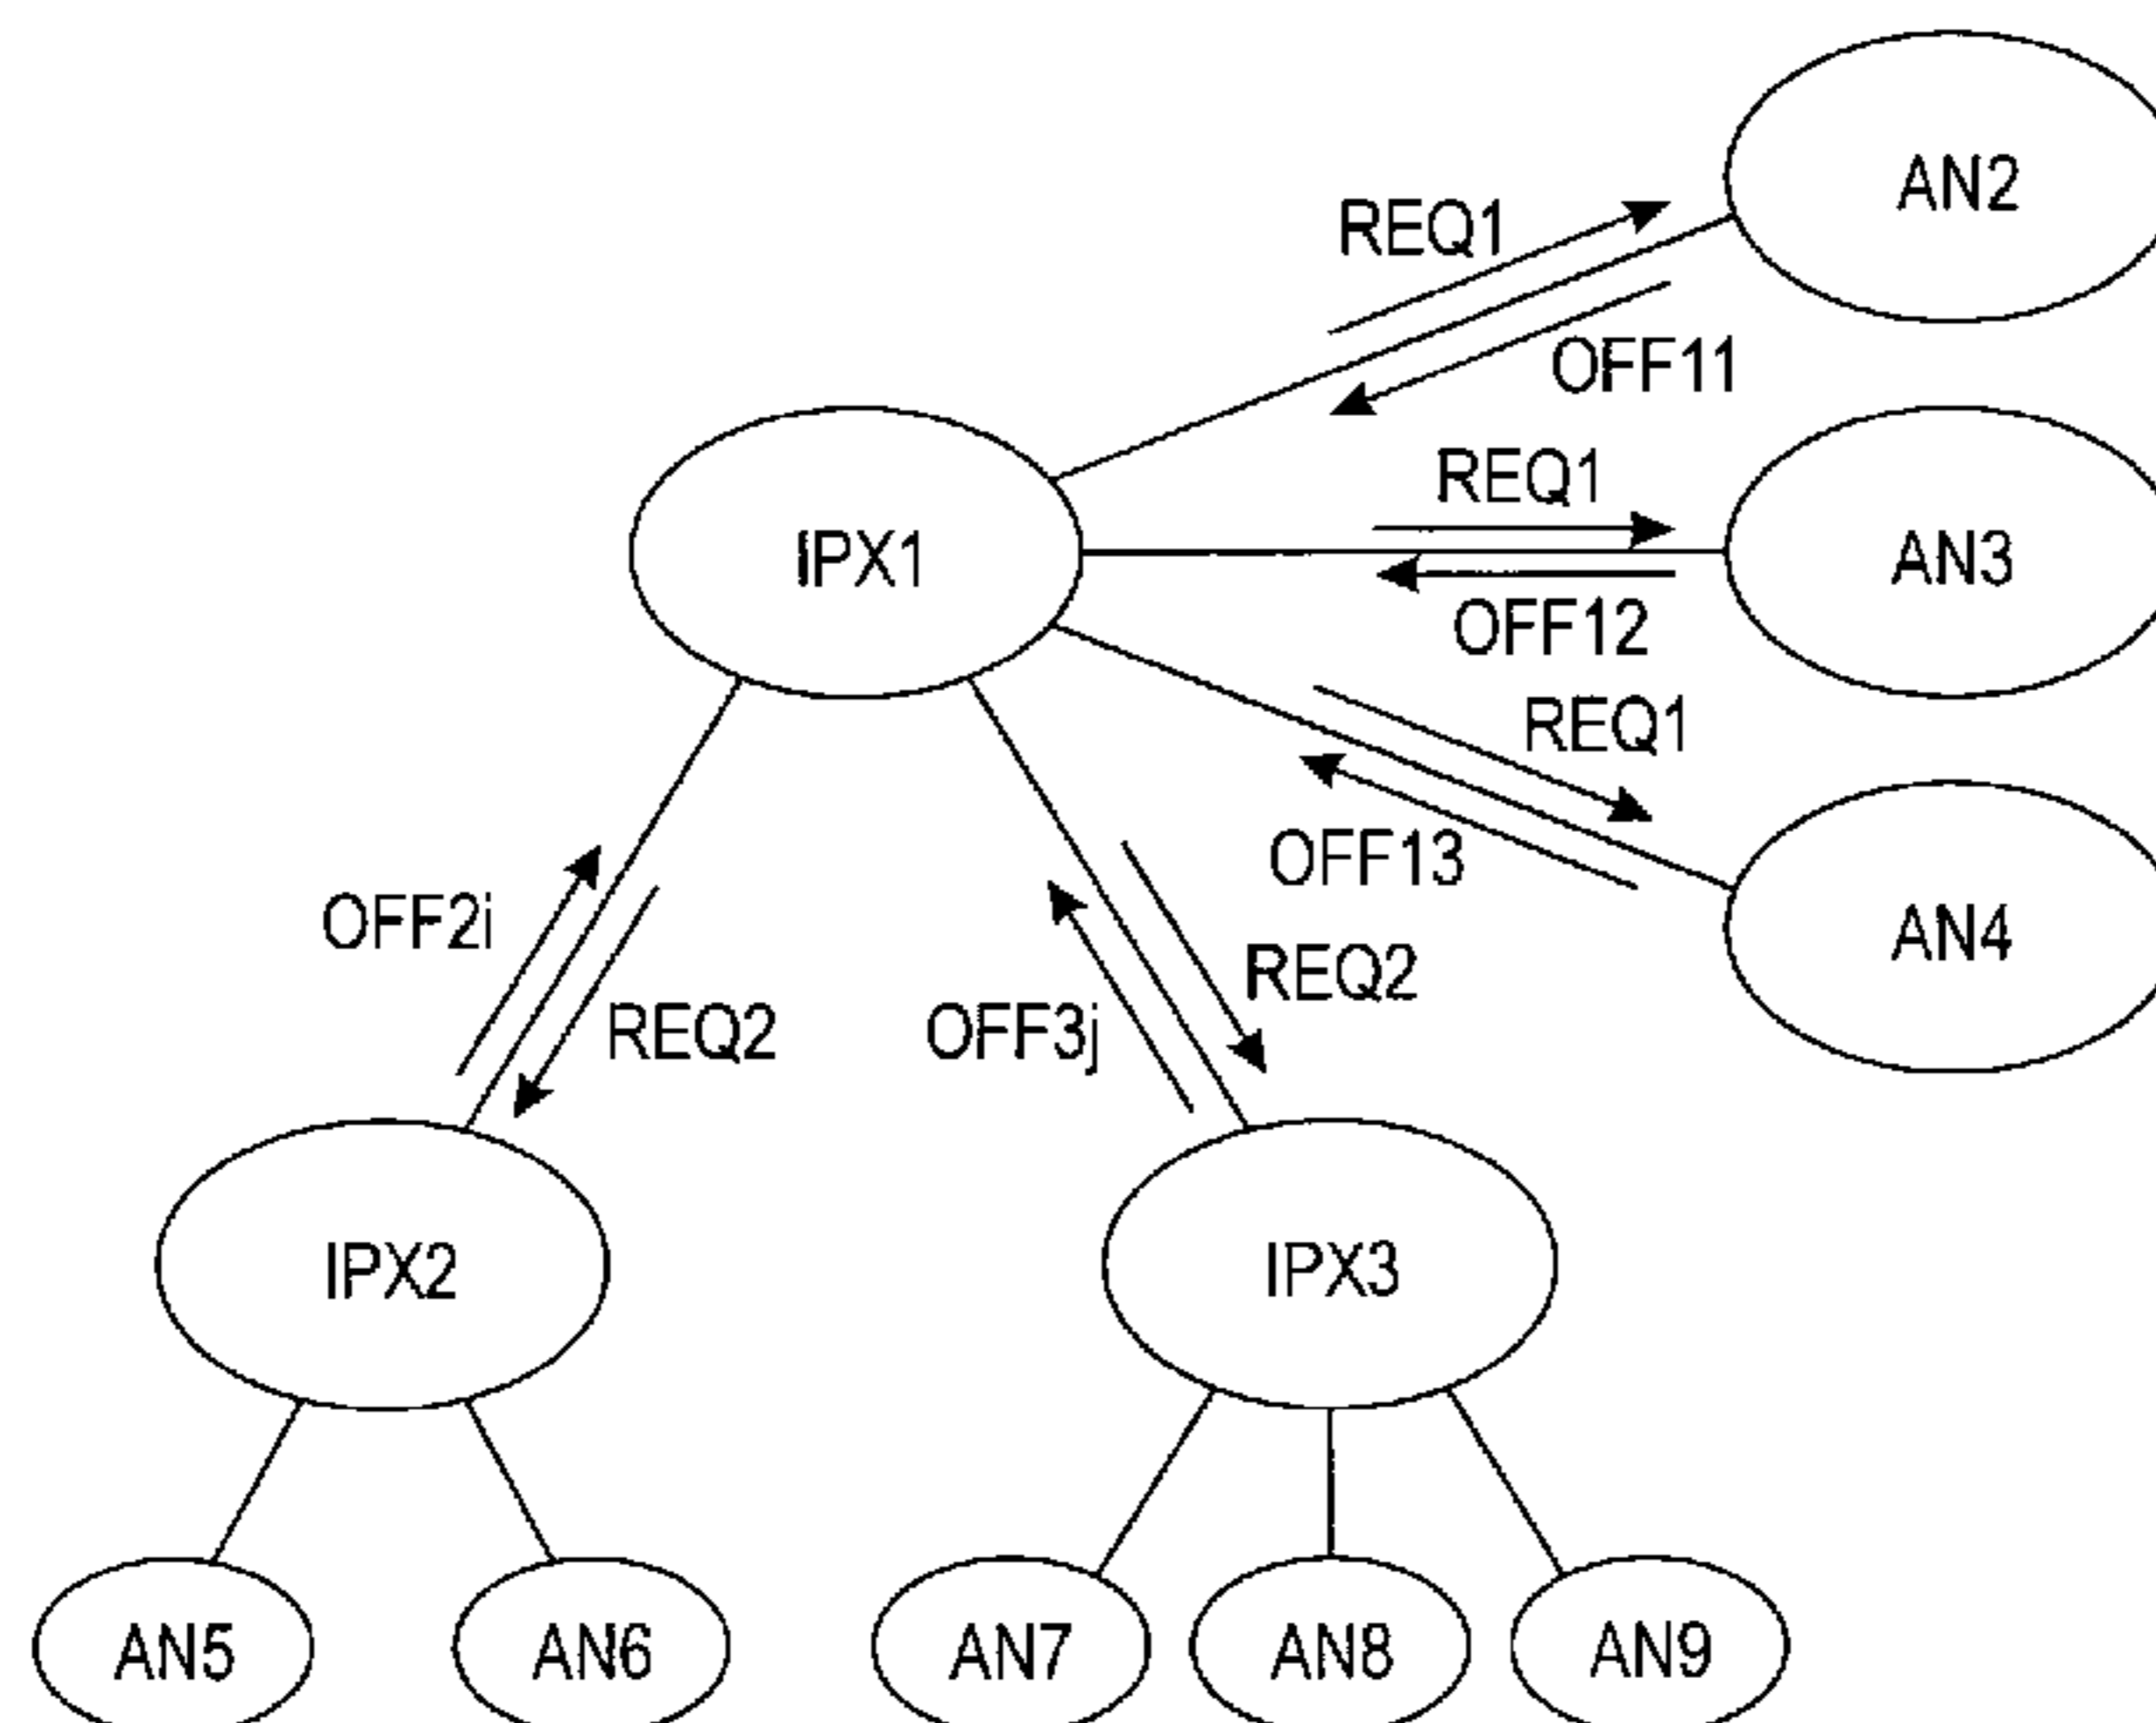 AN2
REQ1
OFF11
REQ1
IPX1
AN3
OFF12
REQ1
OFF13
AN4
OFF2i
REQ2
OFF3j
REQ2
IPX2
IPX3
AN5
AN6
AN7
AN8
AN9